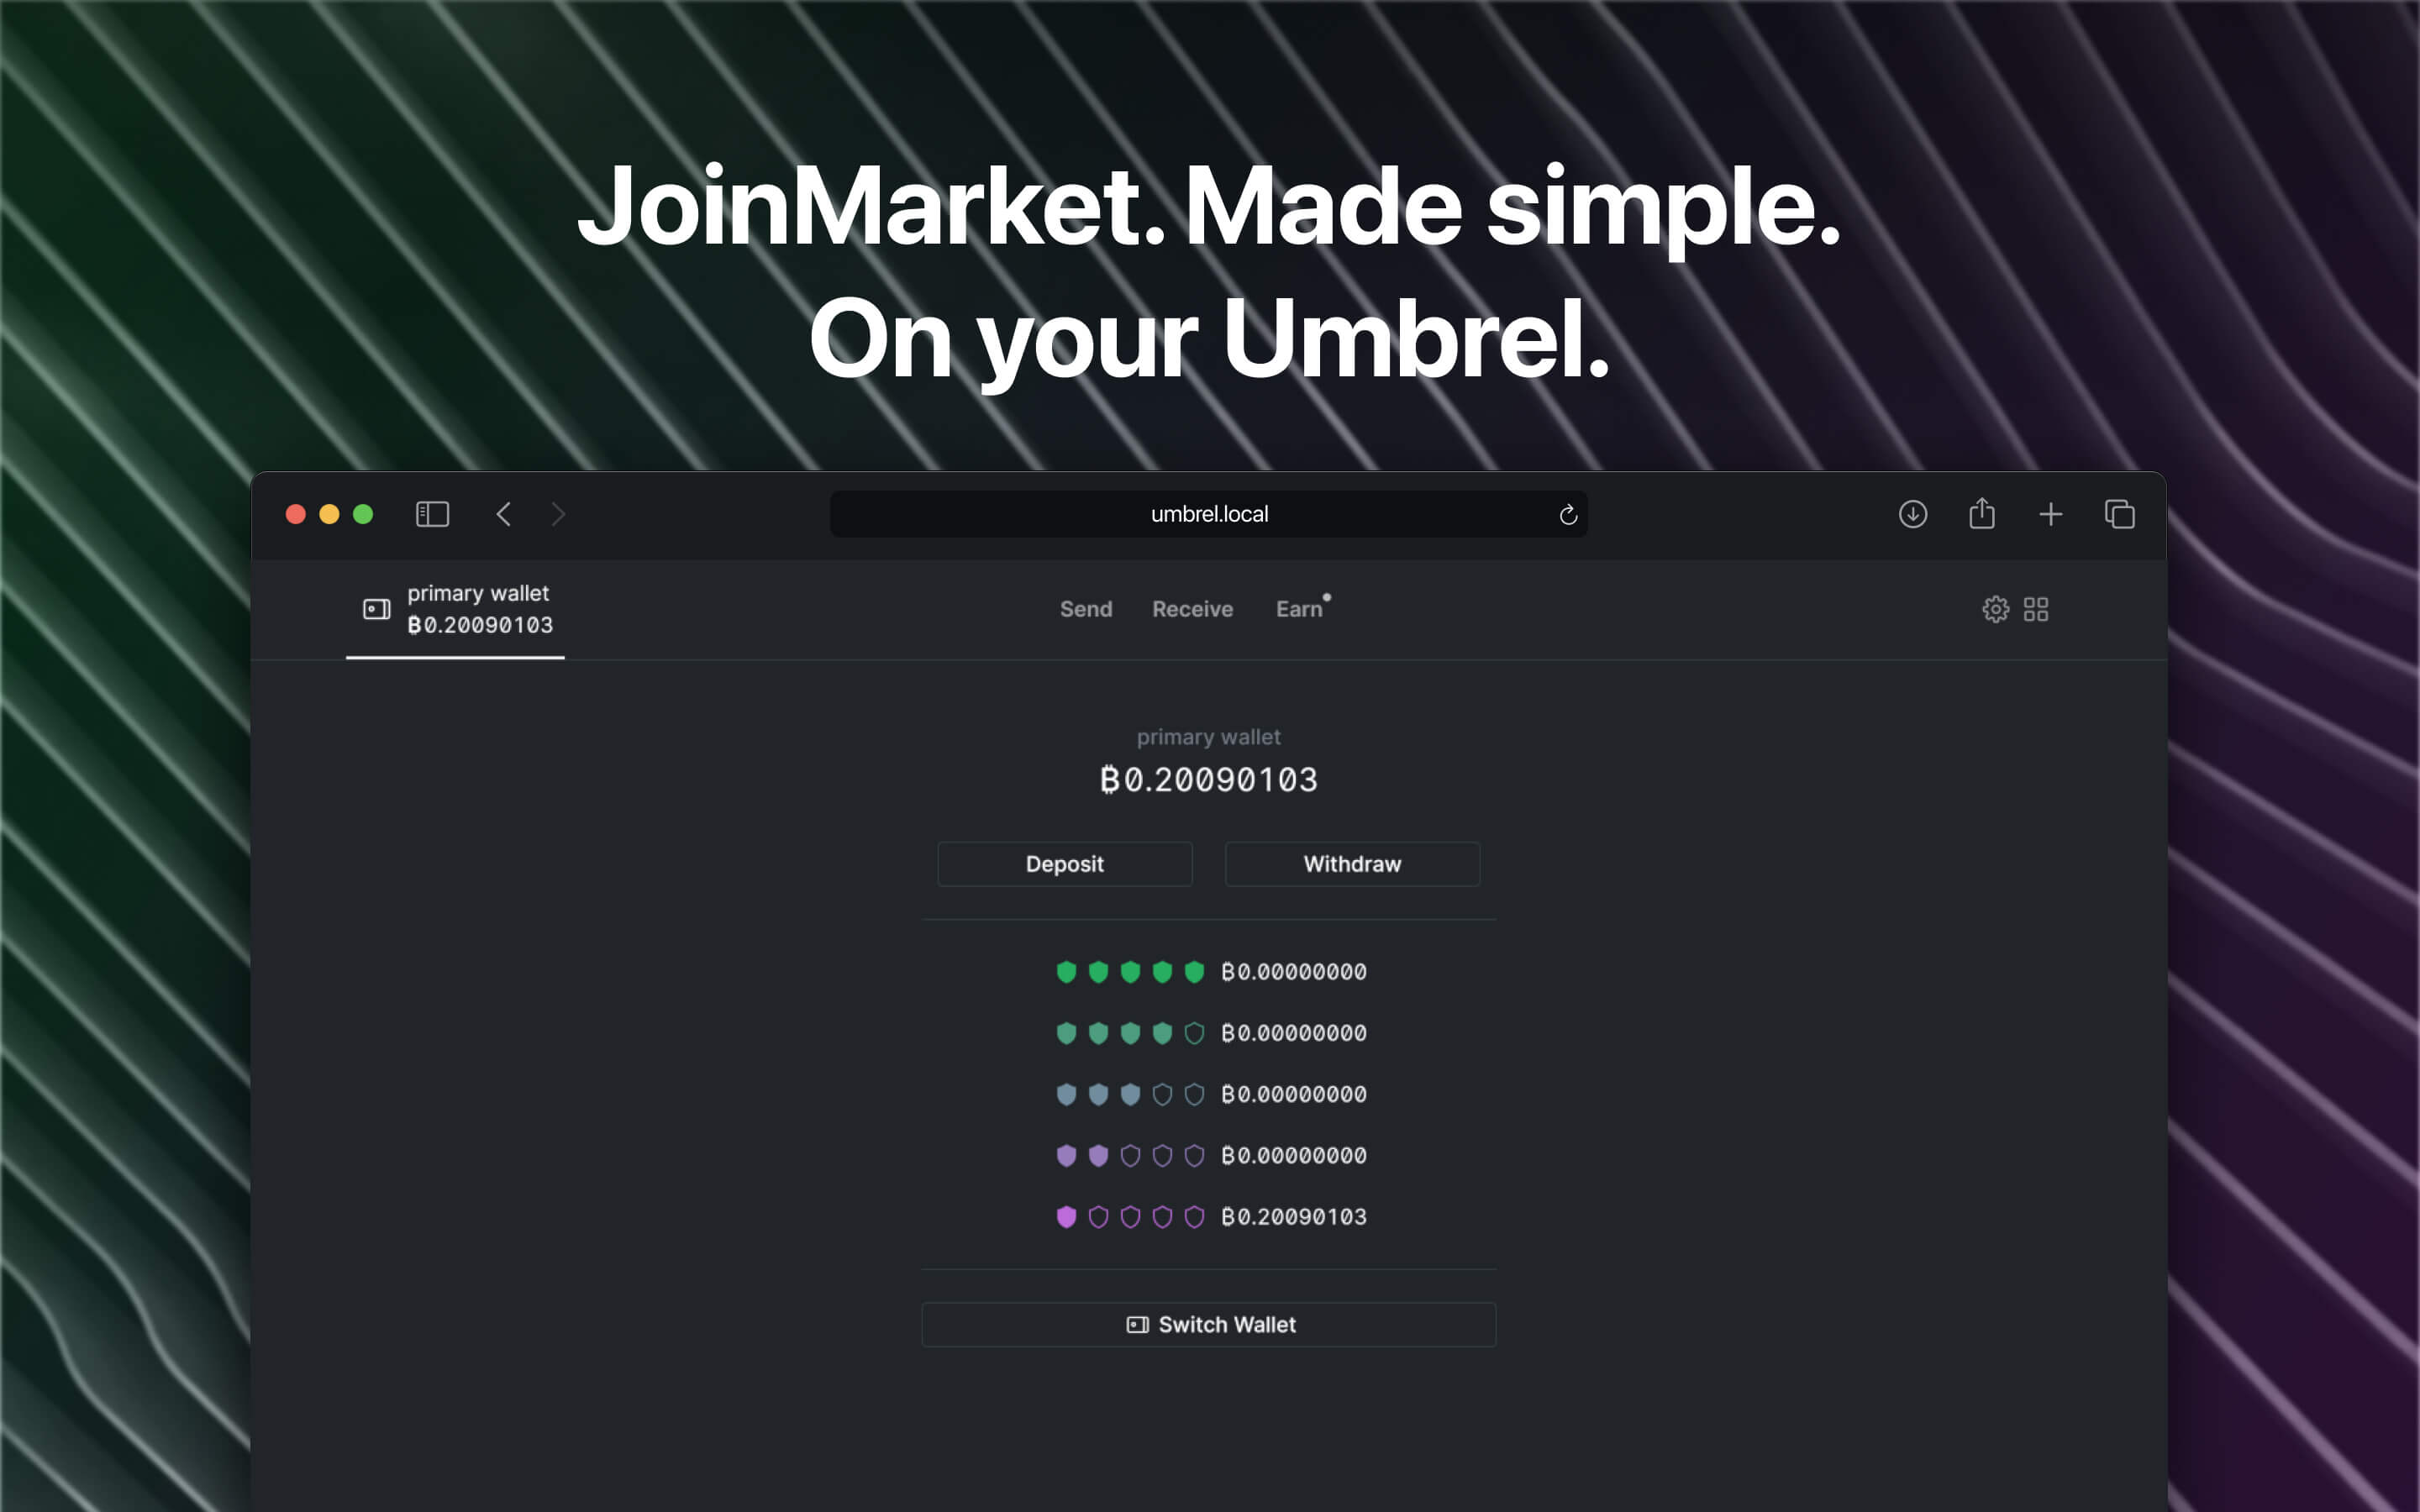 JoinMarket. Made simple.
On your Umbrel.
umbrel.local
primary wallet
₿0.20090103
Send Receive Earn
primary wallet
₿0.20090103
Deposit Withdraw
₿0.00000000
₿0.00000000
₿0.00000000
₿0.00000000
₿0.20090103
Switch Wallet